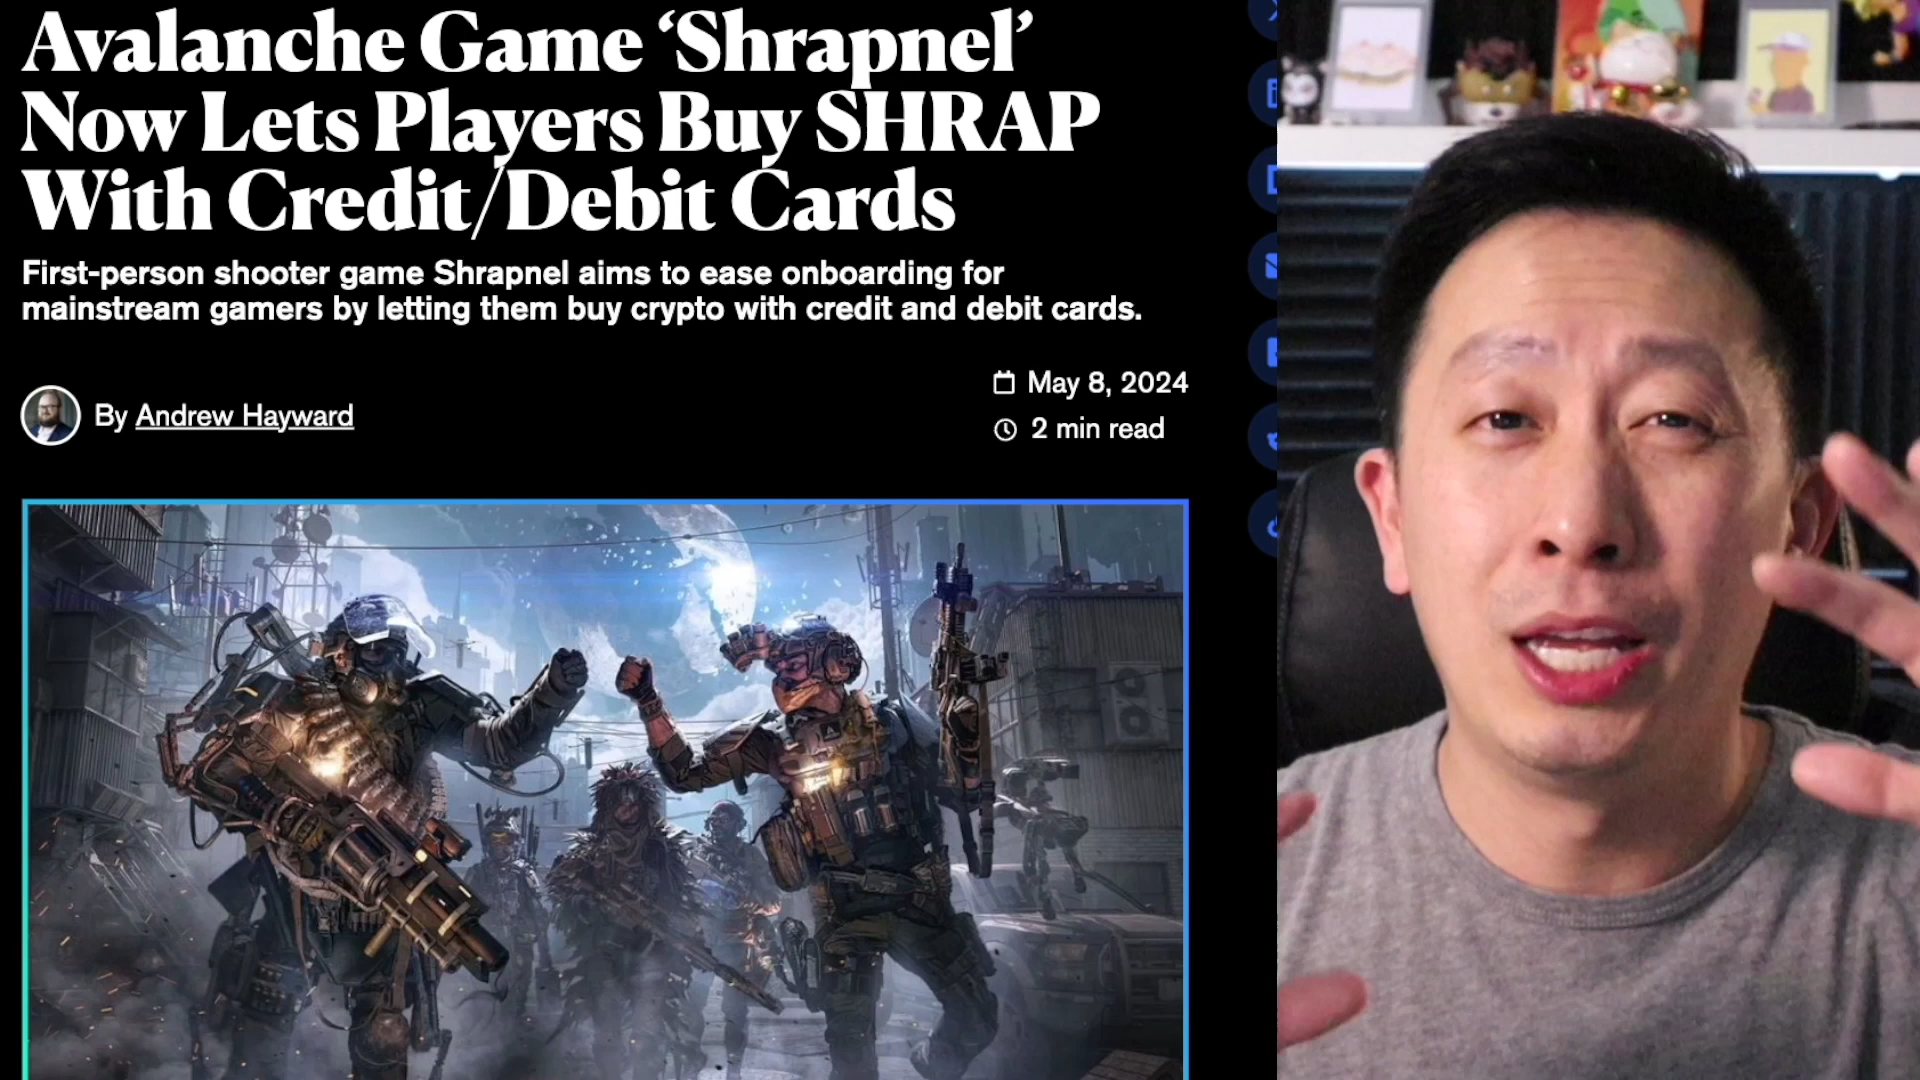 Avalanche Game ‘Shrapnel’
Now Lets Players Buy SHRAP
With Credit/Debit Cards
First-person shooter game Shrapnel aims to ease onboarding for
mainstream gamers by letting them buy crypto with credit and debit cards.
By Andrew Hayward
May 8, 2024
2 min read